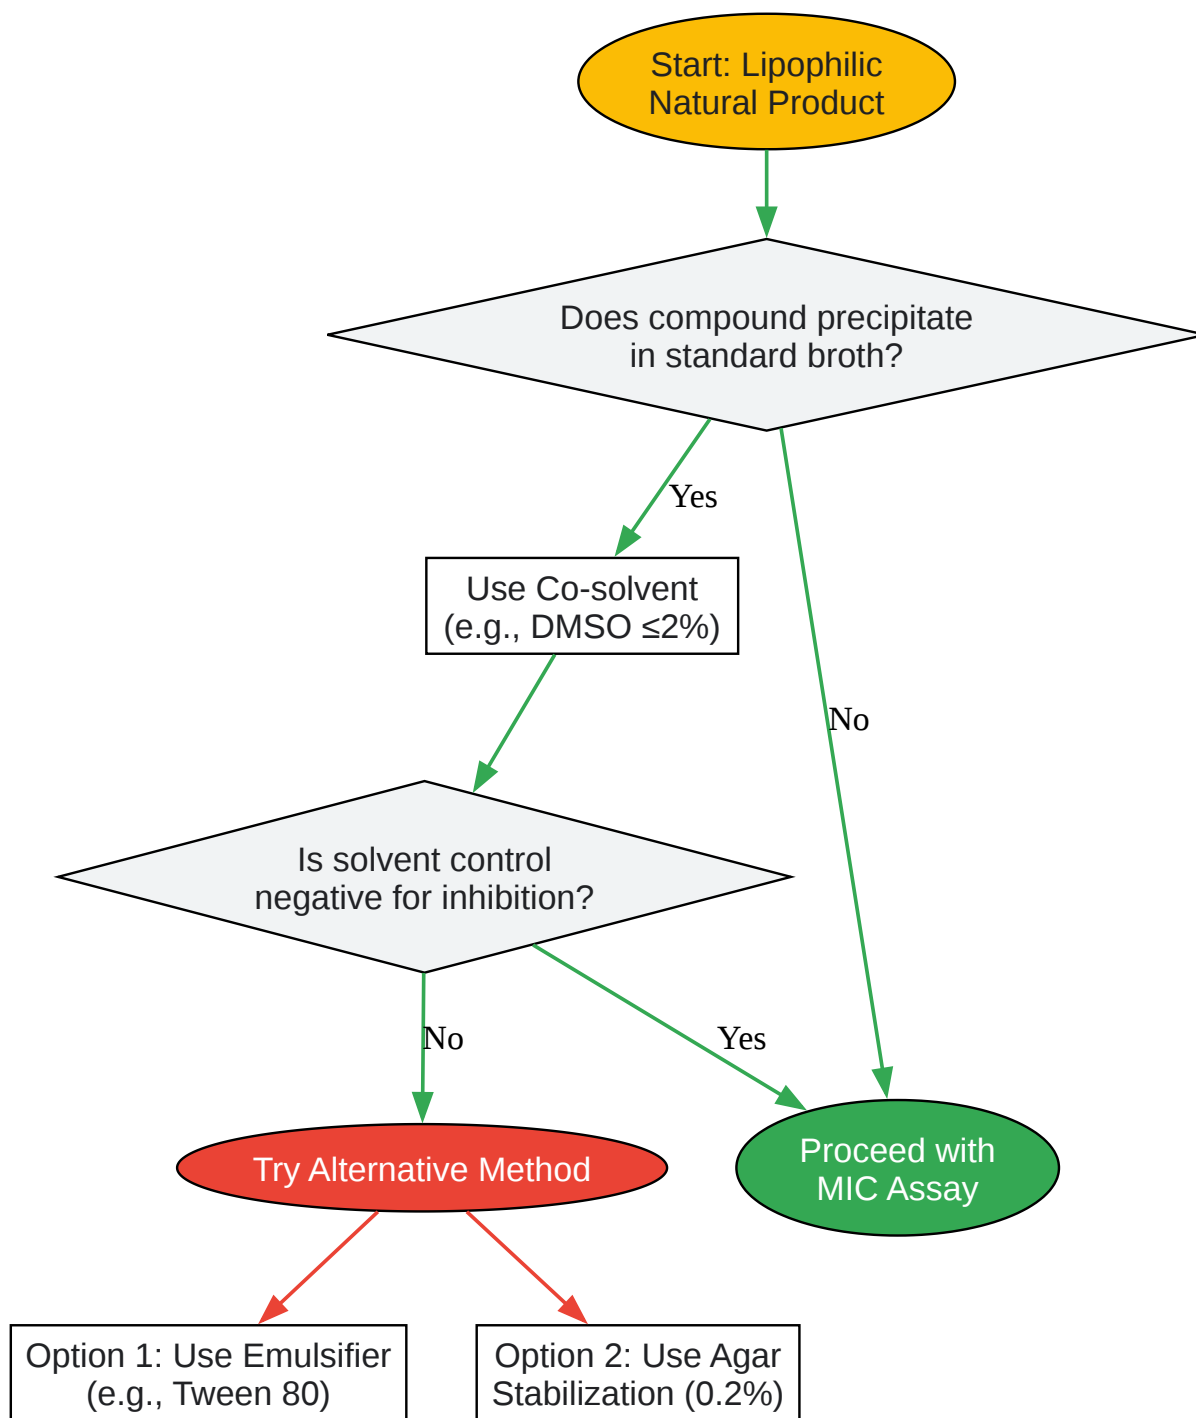 Start: Lipophilic
Natural Product
Does compound precipitate
in standard broth?
Yes
Use Co-solvent
(e.g., DMSO ≤2%)
No
Is solvent control
negative for inhibition?
No
Yes
Try Alternative Method
Proceed with
MIC Assay
Option 1: Use Emulsifier
(e.g., Tween 80)
Option 2: Use Agar
Stabilization (0.2%)